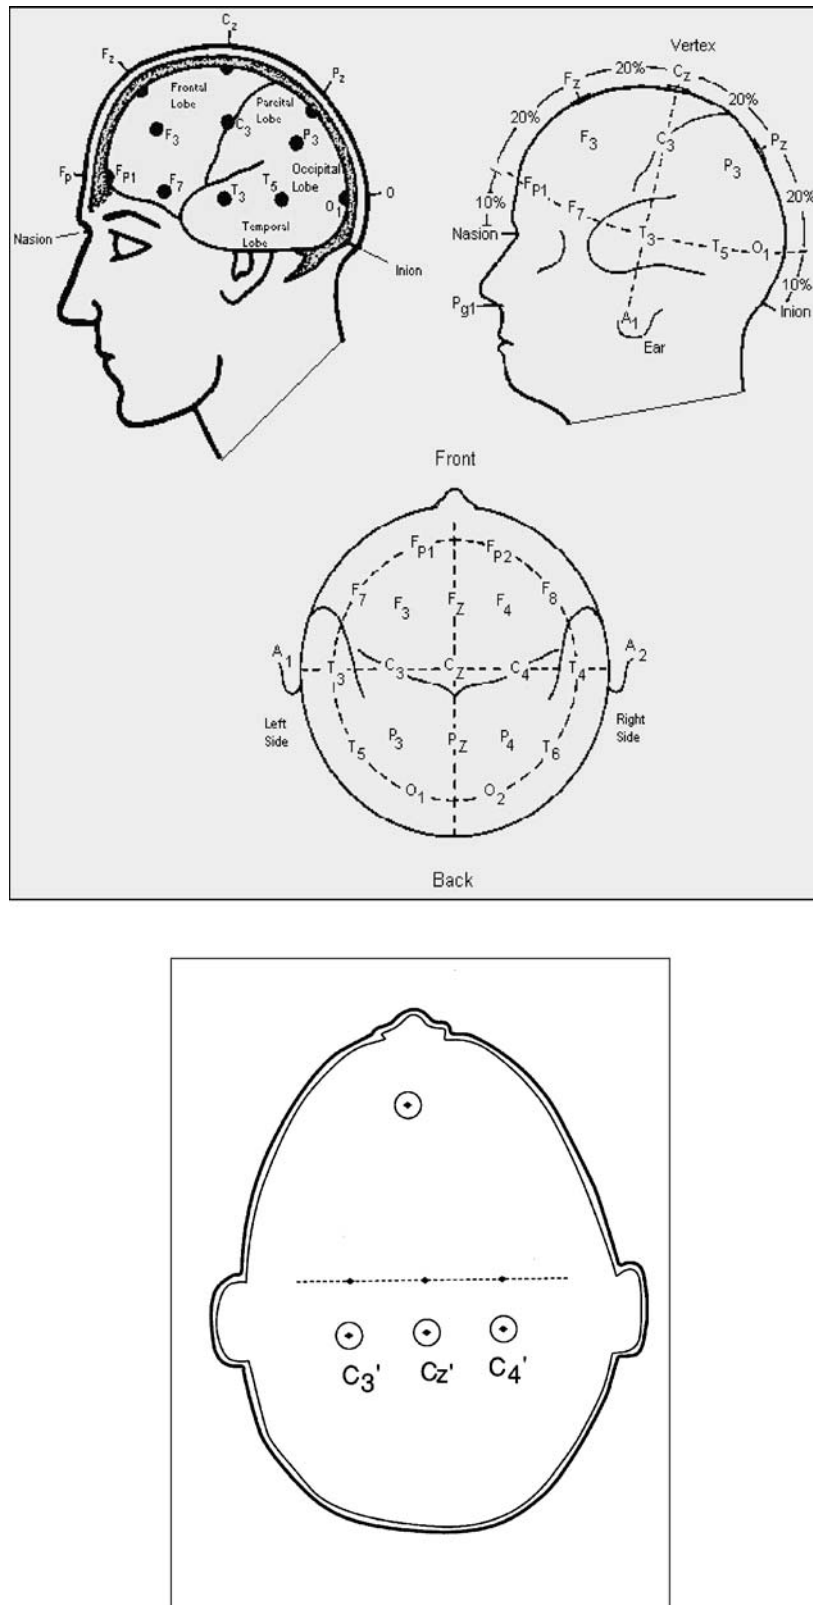 Cz
Fz
Pz
Frontal
Lobe
Pareital
Lobe
C3
F3
P3
Fp
FP1
F7
T3
T5
Occipital
Lobe
O1
O
Temporal
Lobe
Nasion
Inion
Vertex
20%
Cz
20%
Fz
20%
Pz
20%
F3
C3
P3
10%
FP1
F7
T3
T5
O1
10%
Nasion
Pg1
A1
Ear
Inion
Front
FP1
FP2
F7
F3
FZ
F4
F8
A1
T3
C3
CZ
C4
T4
A2
Left
Side
Right
Side
T5
P3
PZ
P4
T6
O1
O2
Back
C3'
Cz'
C4'